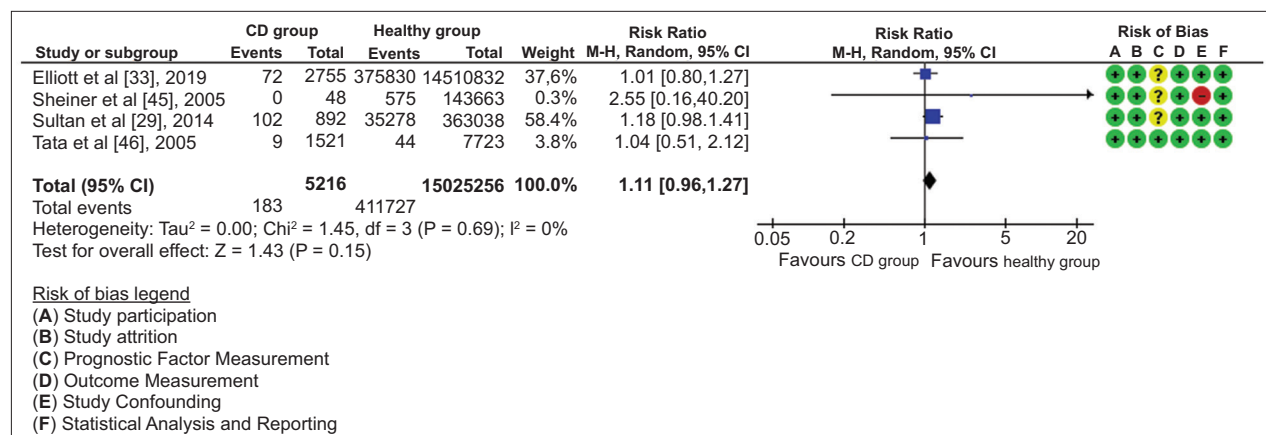 CD group Healthy group Risk Ratio Risk Ratio Risk of Bias
Study or subgroup Events Total Events Total Weight M-H, Random, 95% CI M-H, Random, 95% CI A B C D E F
Elliott et al [33], 2019 72 2755 375830 14510832 37,6% 1.01 [0.80,1.27] + + ? + + +
Sheiner et al [45], 2005 0 48 575 143663 0.3% 2.55 [0.16,40.20] + + ? + − +
Sultan et al [29], 2014 102 892 35278 363038 58.4% 1.18 [0.98.1.41] + + ? + + +
Tata et al [46], 2005 9 1521 44 7723 3.8% 1.04 [0.51, 2.12] + + + + + +
Total (95% CI) 5216 15025256 100.0% 1.11 [0.96,1.27]
Total events 183 411727
Heterogeneity: Tau² = 0.00; Chi² = 1.45, df = 3 (P = 0.69); I² = 0%
Test for overall effect: Z = 1.43 (P = 0.15)
0.05 0.2 1 5 20
Favours CD group Favours healthy group
Risk of bias legend
(A) Study participation
(B) Study attrition
(C) Prognostic Factor Measurement
(D) Outcome Measurement
(E) Study Confounding
(F) Statistical Analysis and Reporting